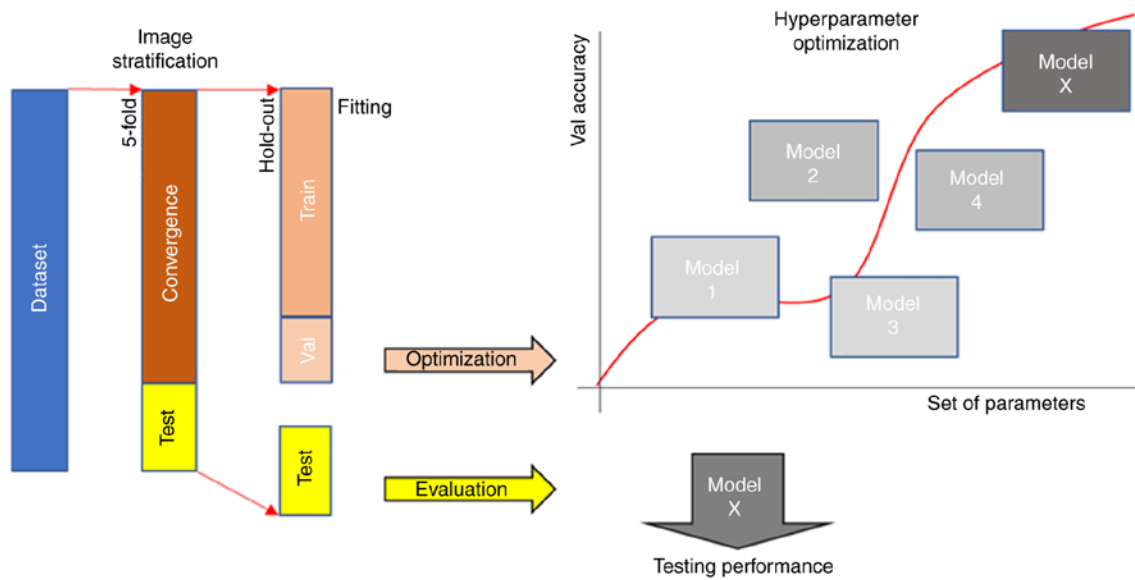 Image
stratification
Dataset
5-fold
Convergence
Test
Hold-out
Fitting
Train
Val
Test
Optimization
Evaluation
Hyperparameter
optimization
Val accuracy
Model
X
Model
2
Model
4
Model
1
Model
3
Set of parameters
Model
X
Testing performance